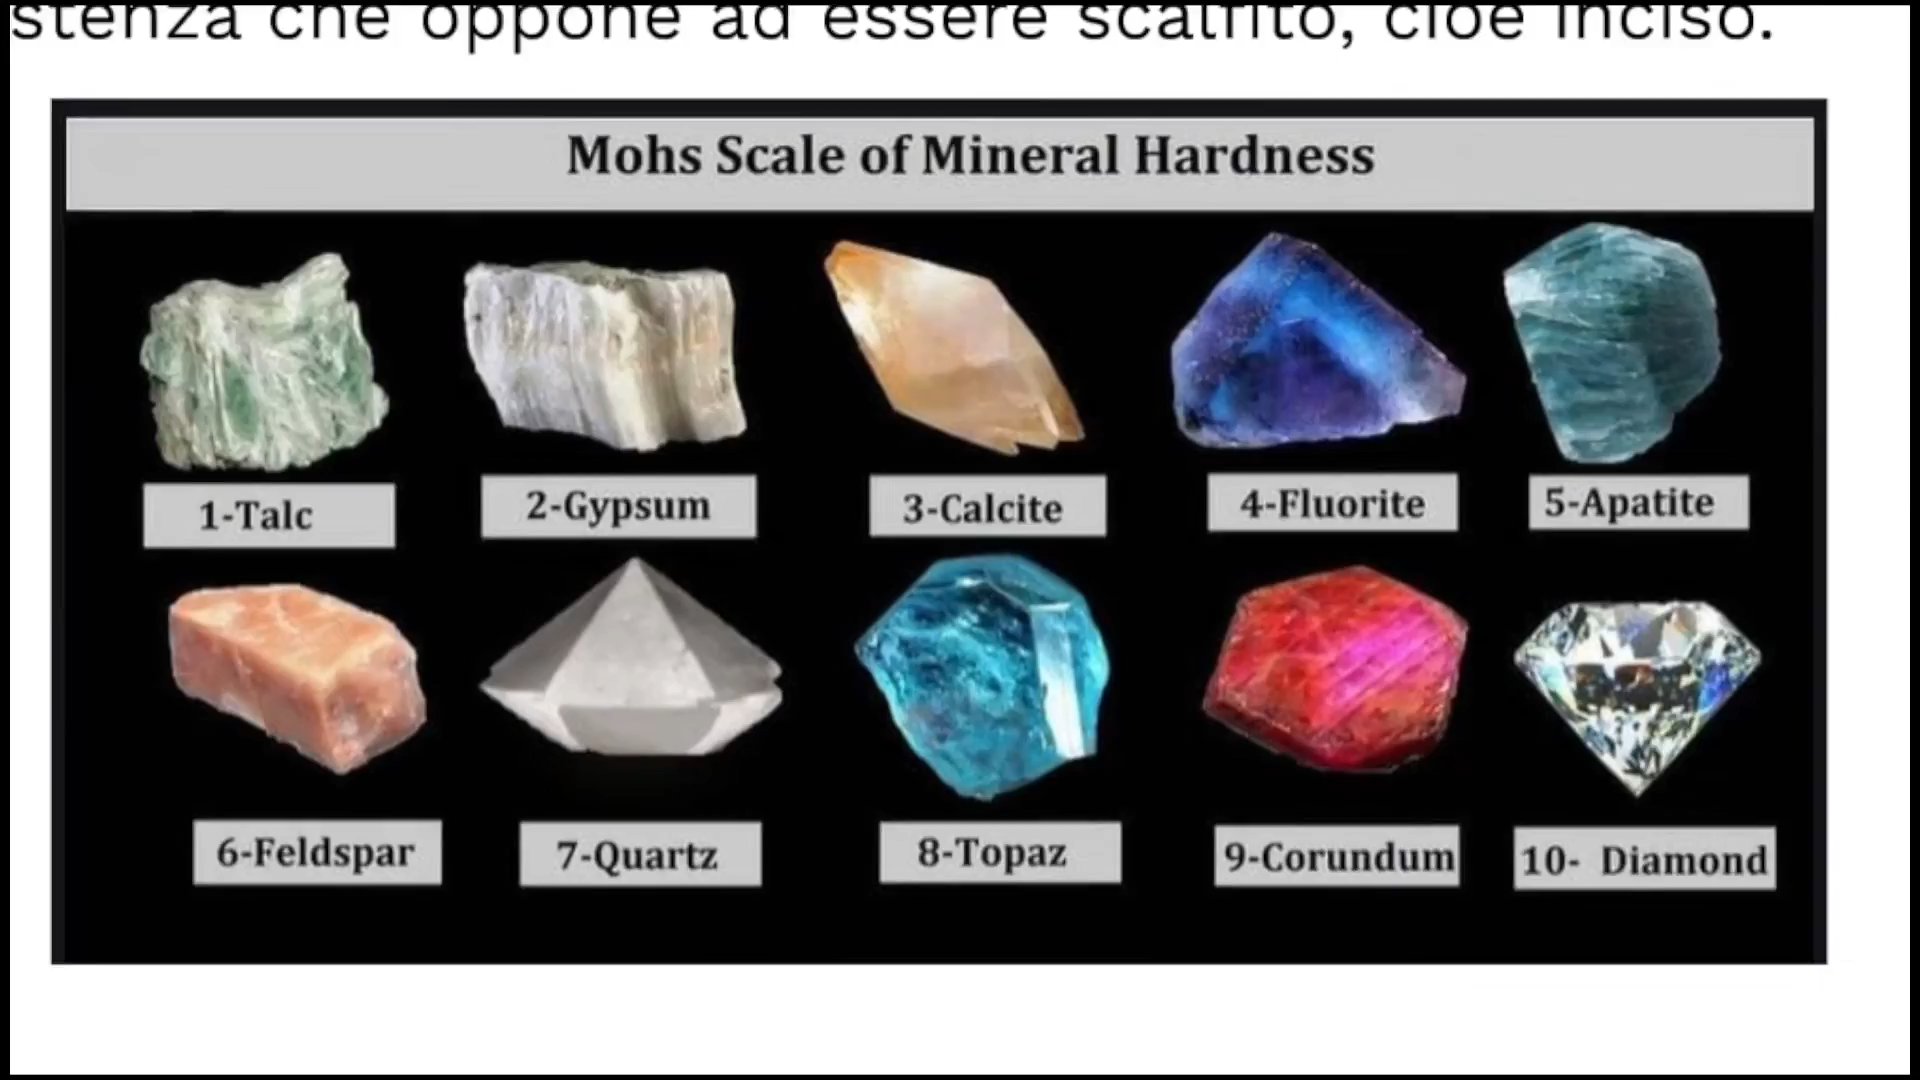 stenza che oppone ad essere scalfito, cioè inciso.
Mohs Scale of Mineral Hardness
1-Talc
2-Gypsum
3-Calcite
4-Fluorite
5-Apatite
6-Feldspar
7-Quartz
8-Topaz
9-Corundum
10- Diamond